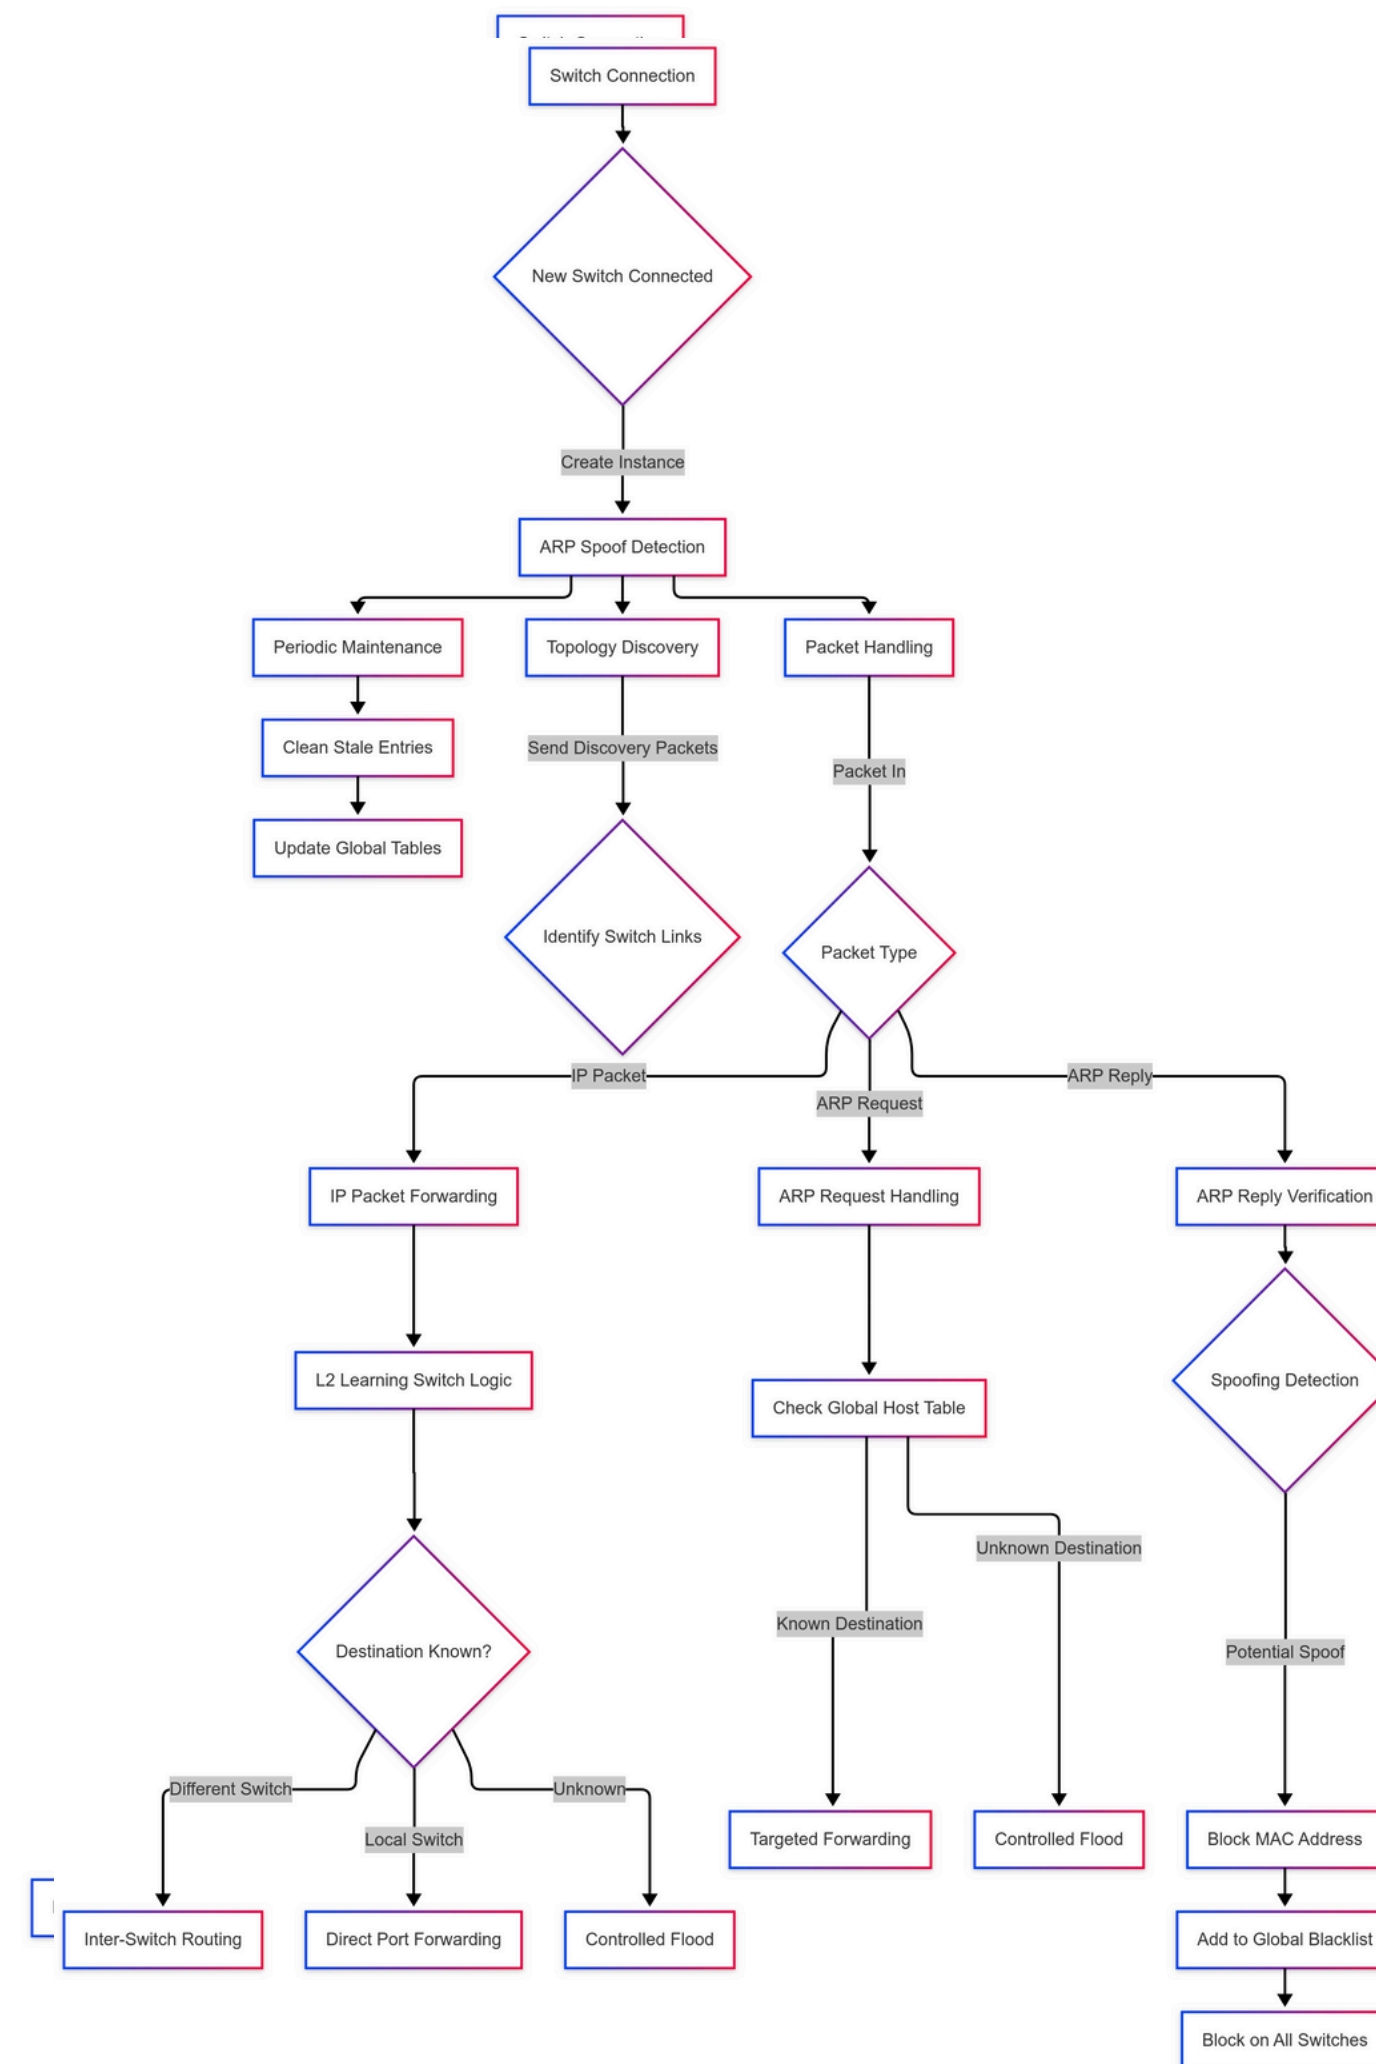 Switch Connection
New Switch Connected
Create Instance
ARP Spoof Detection
Periodic Maintenance
Topology Discovery
Packet Handling
Clean Stale Entries
Send Discovery Packets
Packet In
Update Global Tables
Identify Switch Links
Packet Type
IP Packet
ARP Request
ARP Reply
IP Packet Forwarding
ARP Request Handling
ARP Reply Verification
L2 Learning Switch Logic
Check Global Host Table
Spoofing Detection
Unknown Destination
Known Destination
Destination Known?
Potential Spoof
Different Switch
Local Switch
Unknown
Targeted Forwarding
Controlled Flood
Block MAC Address
Inter-Switch Routing
Direct Port Forwarding
Controlled Flood
Add to Global Blacklist
Block on All Switches